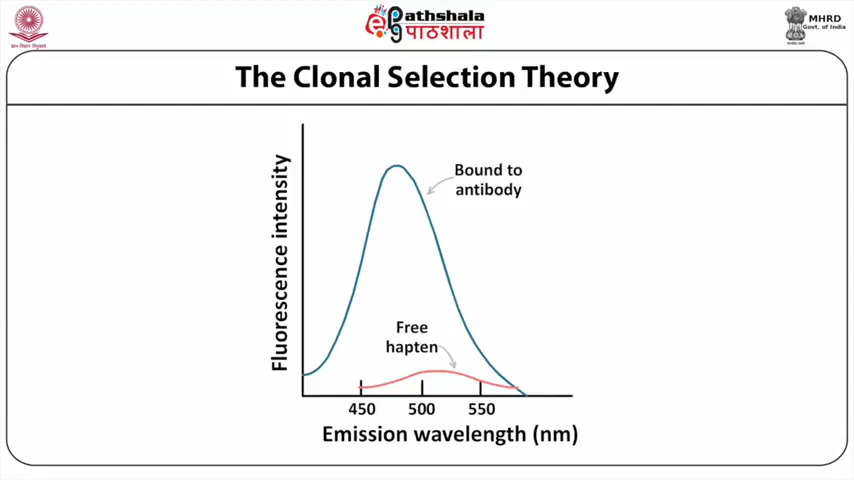 ePathshala
पाठशाला
MHRD
Govt. of India
The Clonal Selection Theory
Fluorescence intensity
Bound to
antibody
Free
hapten
450 500 550
Emission wavelength (nm)